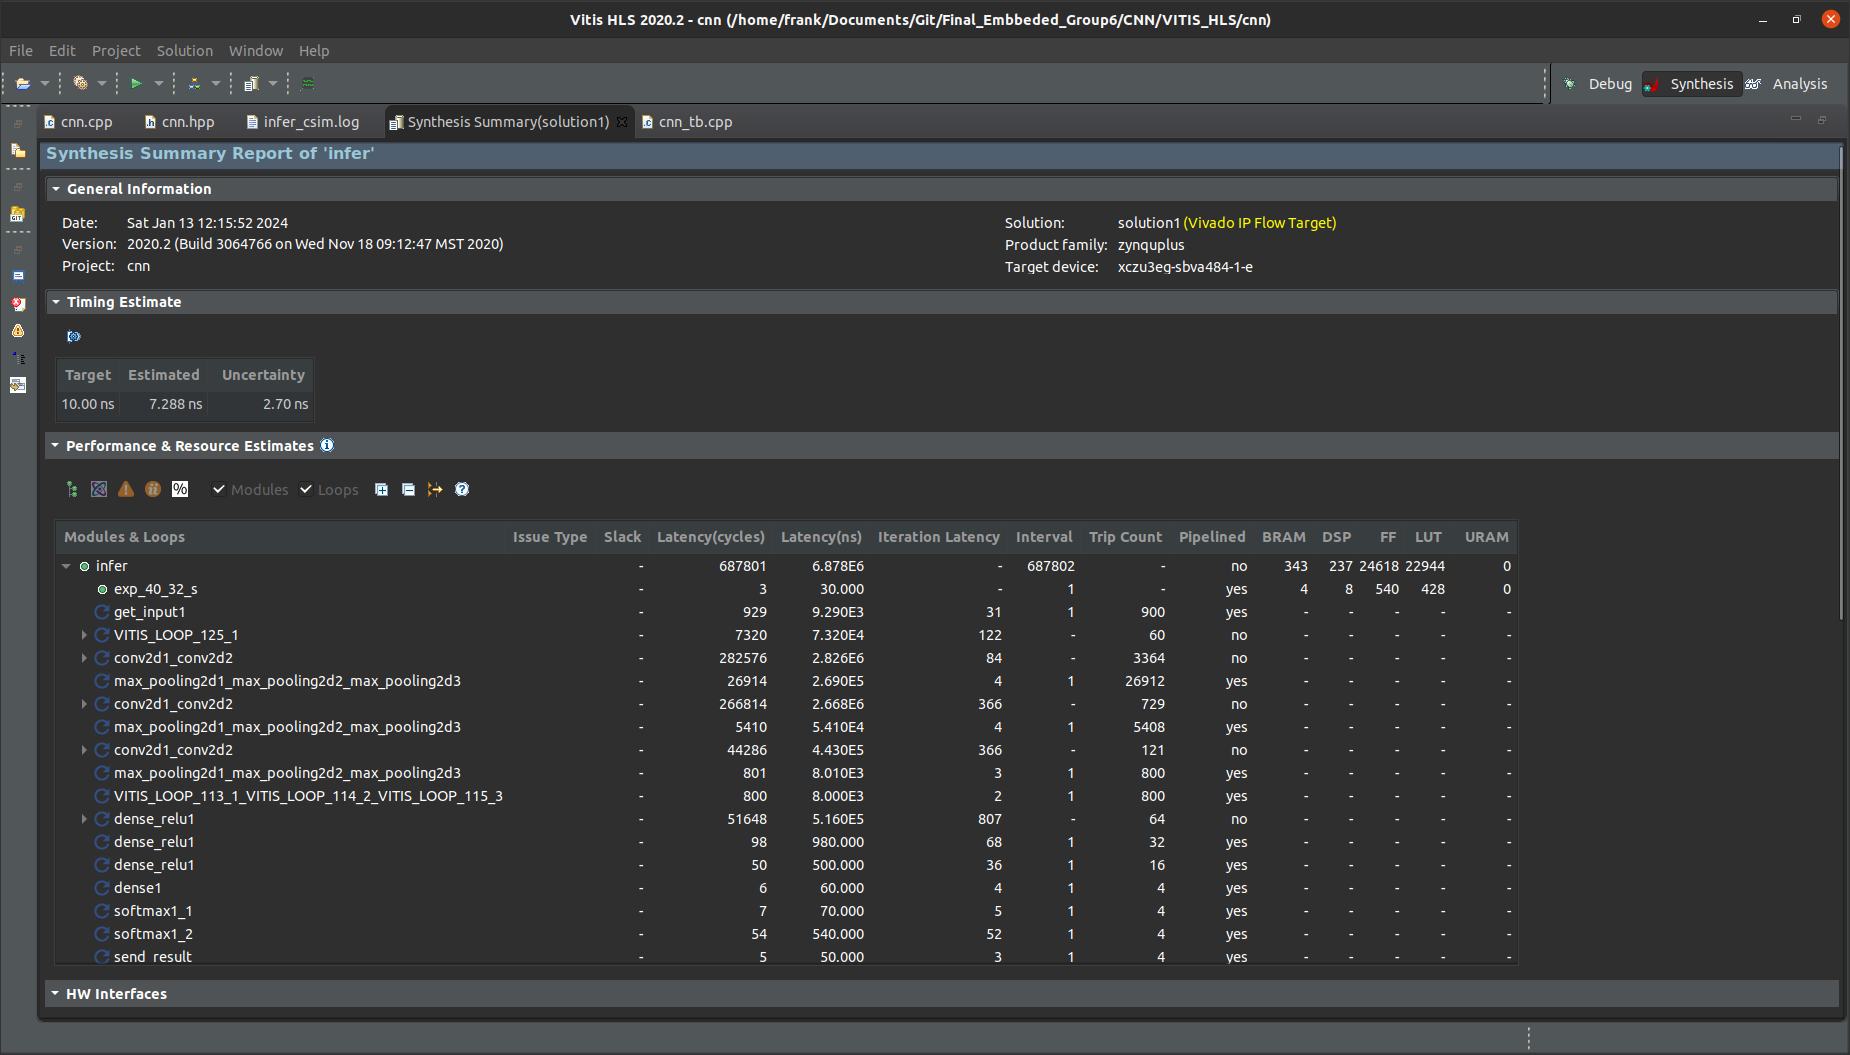 Vitis HLS 2020.2 - cnn (/home/frank/Documents/Git/Final_Embbeded_Group6/CNN/VITIS_HLS/cnn)
File Edit Project Solution Window Help
Debug Synthesis Analysis
cnn.cpp cnn.hpp infer_csim.log Synthesis Summary(solution1) cnn_tb.cpp
Synthesis Summary Report of 'infer'
General Information
Date: Sat Jan 13 12:15:52 2024 Solution: solution1 (Vivado IP Flow Target)
Version: 2020.2 (Build 3064766 on Wed Nov 18 09:12:47 MST 2020) Product family: zynquplus
Project: cnn Target device: xczu3eg-sbva484-1-e
Timing Estimate
Target Estimated Uncertainty
10.00 ns 7.288 ns 2.70 ns
Performance & Resource Estimates
% Modules Loops
Modules & Loops Issue Type Slack Latency(cycles) Latency(ns) Iteration Latency Interval Trip Count Pipelined BRAM DSP FF LUT URAM
infer - 687801 6.878E6 - 687802 - no 343 237 24618 22944 0
exp_40_32_s - 3 30.000 - 1 - yes 4 8 540 428 0
get_input1 - 929 9.290E3 31 1 900 yes - - - - -
VITIS_LOOP_125_1 - 7320 7.320E4 122 - 60 no - - - - -
conv2d1_conv2d2 - 282576 2.826E6 84 - 3364 no - - - - -
max_pooling2d1_max_pooling2d2_max_pooling2d3 - 26914 2.690E5 4 1 26912 yes - - - - -
conv2d1_conv2d2 - 266814 2.668E6 366 - 729 no - - - - -
max_pooling2d1_max_pooling2d2_max_pooling2d3 - 5410 5.410E4 4 1 5408 yes - - - - -
conv2d1_conv2d2 - 44286 4.430E5 366 - 121 no - - - - -
max_pooling2d1_max_pooling2d2_max_pooling2d3 - 801 8.010E3 3 1 800 yes - - - - -
VITIS_LOOP_113_1_VITIS_LOOP_114_2_VITIS_LOOP_115_3 - 800 8.000E3 2 1 800 yes - - - - -
dense_relu1 - 51648 5.160E5 807 - 64 no - - - - -
dense_relu1 - 98 980.000 68 1 32 yes - - - - -
dense_relu1 - 50 500.000 36 1 16 yes - - - - -
dense1 - 6 60.000 4 1 4 yes - - - - -
softmax1_1 - 7 70.000 5 1 4 yes - - - - -
softmax1_2 - 54 540.000 52 1 4 yes - - - - -
send_result - 5 50.000 3 1 4 yes - - - - -
HW Interfaces